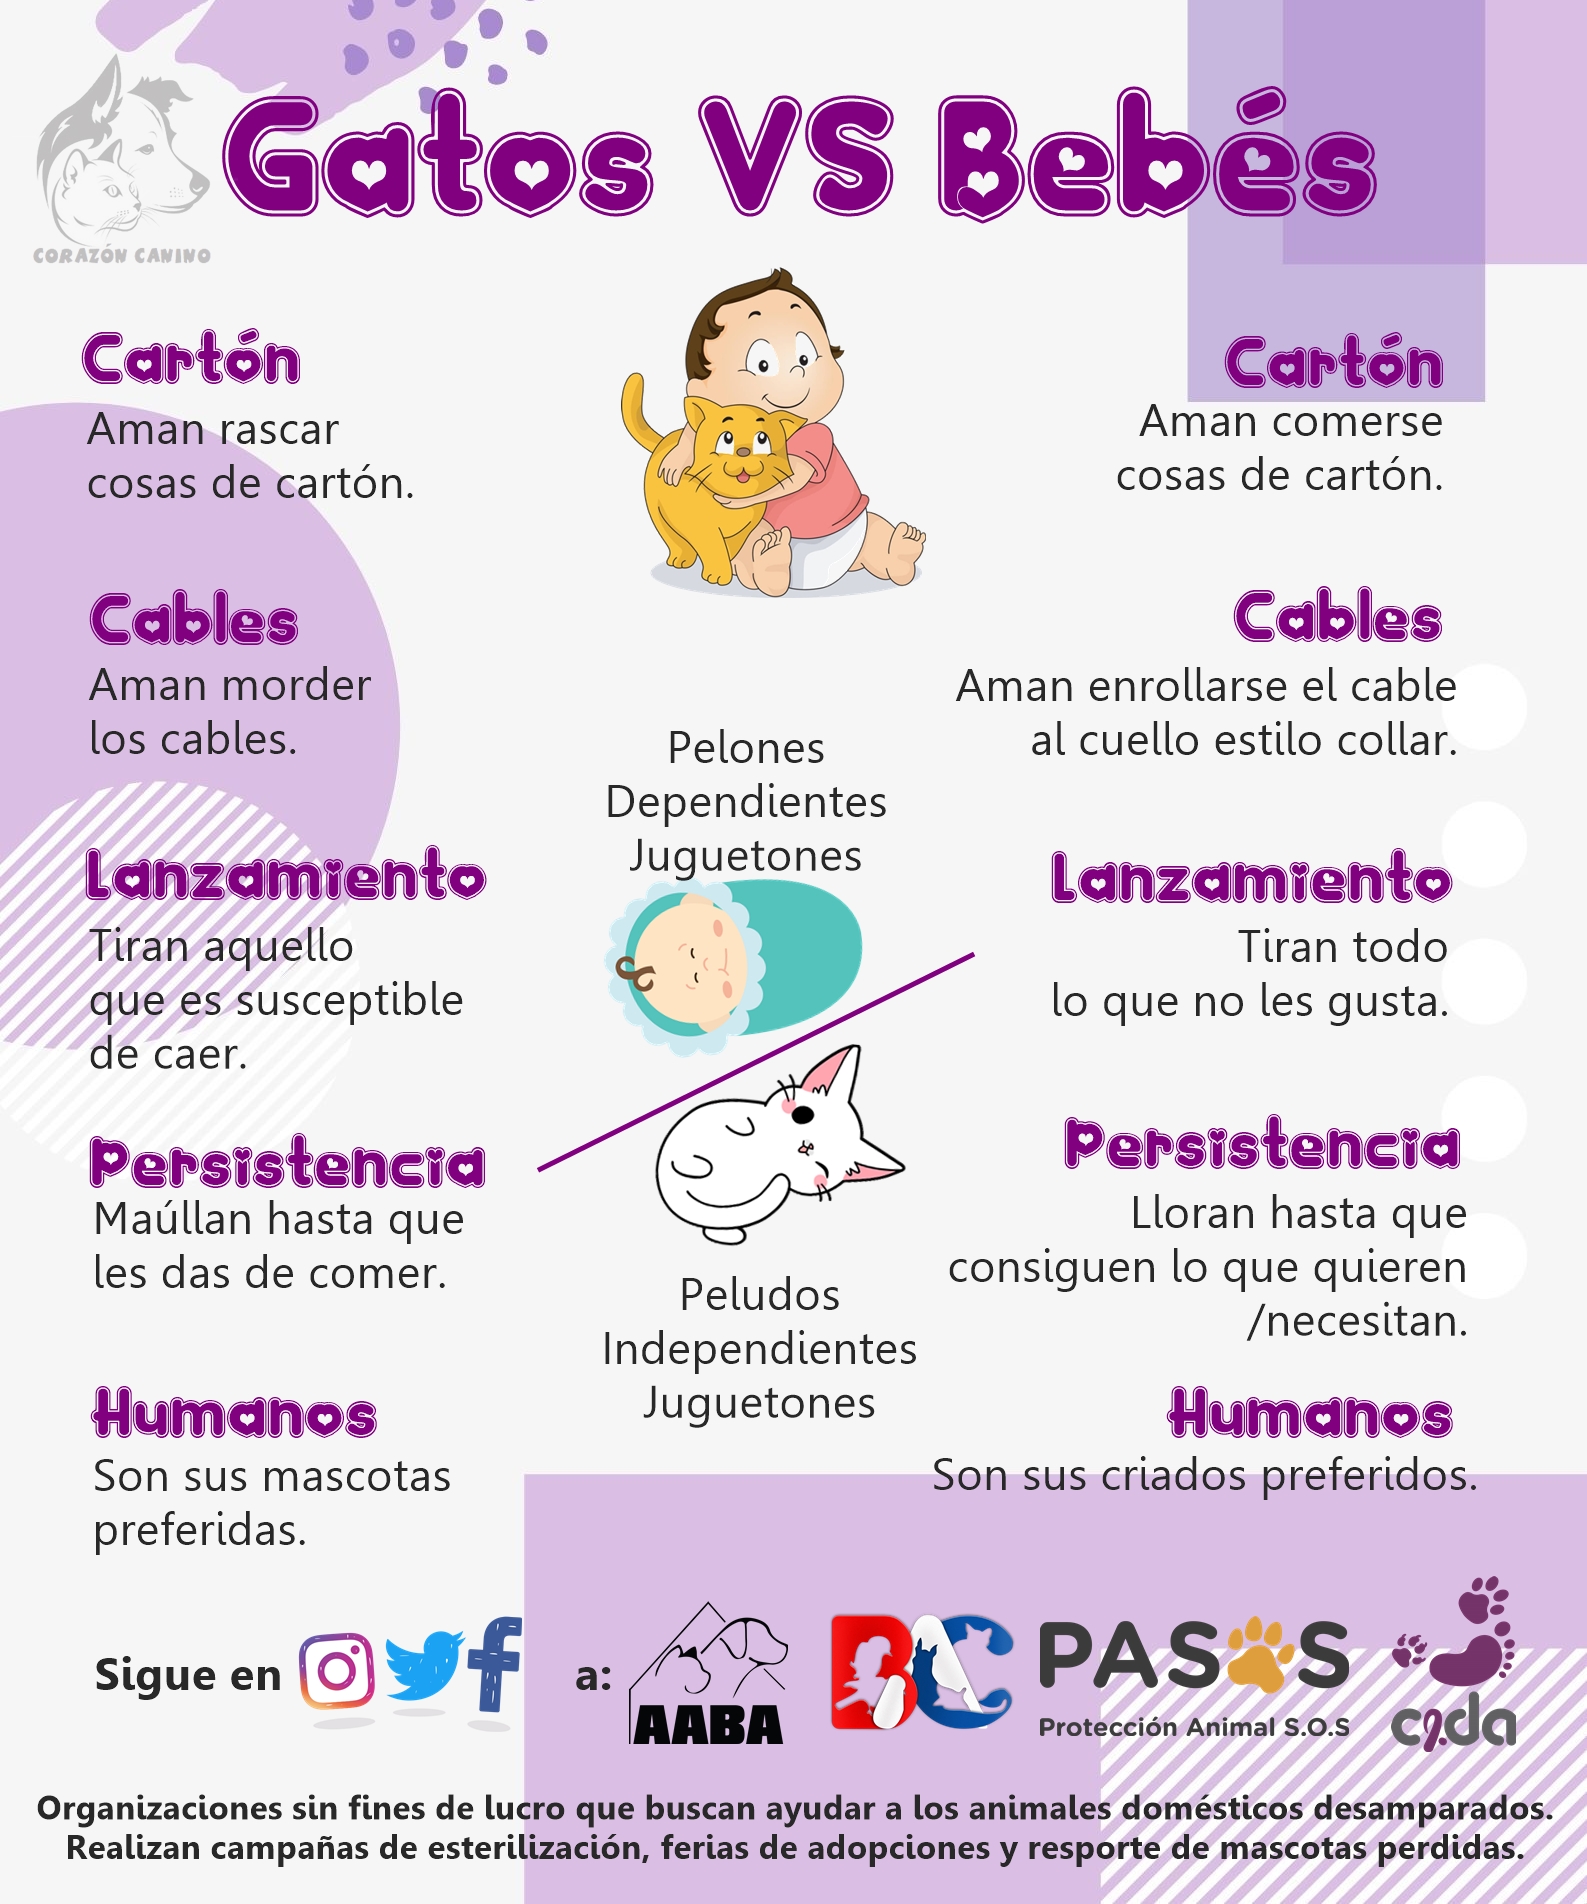 Gatos VS Bebés
CORAZÓN CANINO
Cartón
Aman rascar
cosas de cartón.
Cables
Aman morder
los cables.
Lanzamiento
Tiran aquello
que es susceptible
de caer.
Persistencia
Maúllan hasta que
les das de comer.
Humanos
Son sus mascotas
preferidas.
Pelones
Dependientes
Juguetones
Peludos
Independientes
Juguetones
Cartón
Aman comerse
cosas de cartón.
Cables
Aman enrollarse el cable
al cuello estilo collar.
Lanzamiento
Tiran todo
lo que no les gusta.
Persistencia
Lloran hasta que
consiguen lo que quieren
/necesitan.
Humanos
Son sus criados preferidos.
Sigue en
a:
AABA
BAC
PASOS
Protección Animal S.O.S
cida
Organizaciones sin fines de lucro que buscan ayudar a los animales domésticos desamparados.
Realizan campañas de esterilización, ferias de adopciones y resporte de mascotas perdidas.